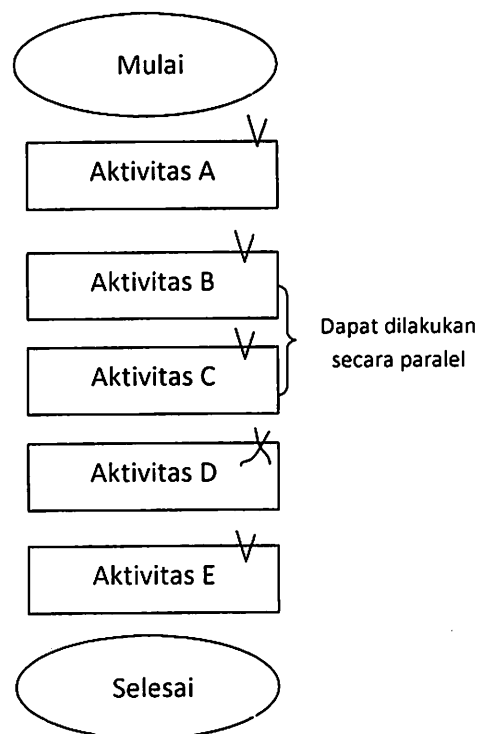 Mulai
Aktivitas A
Aktivitas B
Aktivitas C
Dapat dilakukan
secara paralel
Aktivitas D
Aktivitas E
Selesai